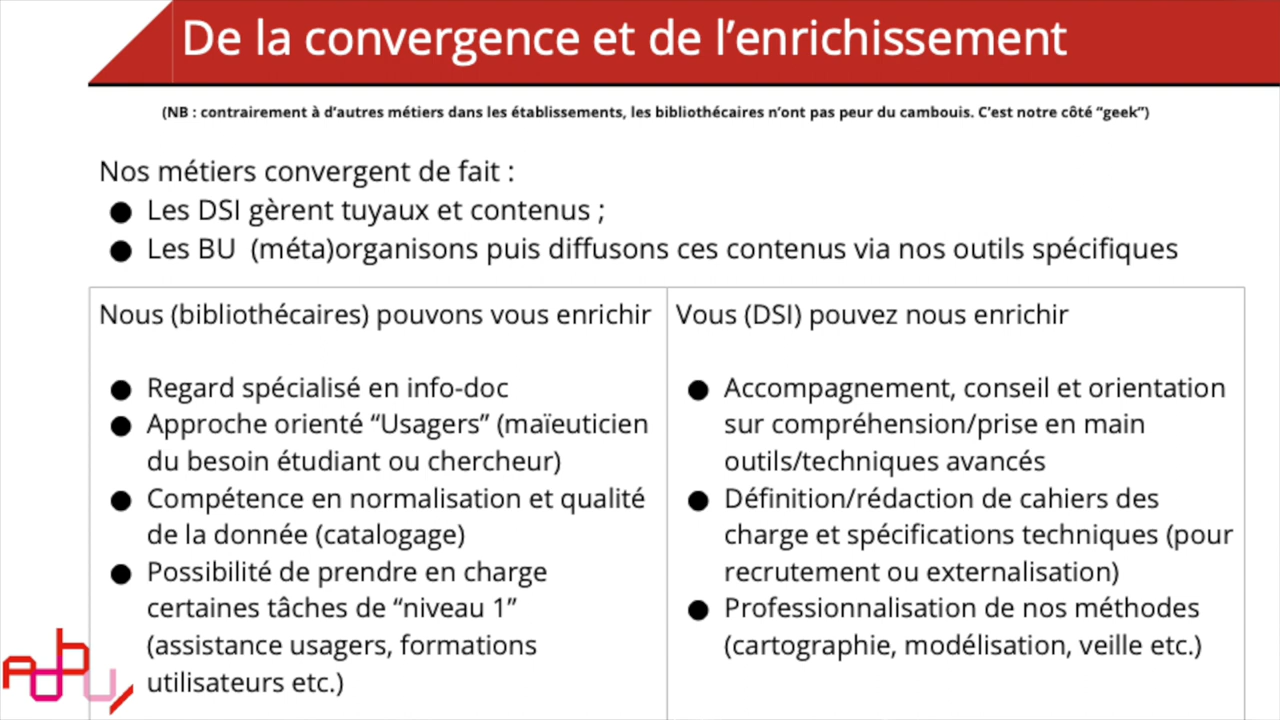 De la convergence et de l’enrichissement
(NB : contrairement à d’autres métiers dans les établissements, les bibliothécaires n’ont pas peur du cambouis. C’est notre côté “geek”)
Nos métiers convergent de fait :
● Les DSI gèrent tuyaux et contenus ;
● Les BU (méta)organisons puis diffusons ces contenus via nos outils spécifiques
Nous (bibliothécaires) pouvons vous enrichir
● Regard spécialisé en info-doc
● Approche orienté “Usagers” (maïeuticien
du besoin étudiant ou chercheur)
● Compétence en normalisation et qualité
de la donnée (catalogage)
● Possibilité de prendre en charge
certaines tâches de “niveau 1”
(assistance usagers, formations
utilisateurs etc.)
Vous (DSI) pouvez nous enrichir
● Accompagnement, conseil et orientation
sur compréhension/prise en main
outils/techniques avancés
● Définition/rédaction de cahiers des
charge et spécifications techniques (pour
recrutement ou externalisation)
● Professionnalisation de nos méthodes
(cartographie, modélisation, veille etc.)
Adbu/